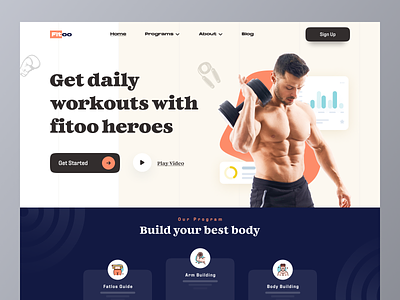 Fitoo
Home
Programs
About
Blog
Sign Up
Get daily
workouts with
fitoo heroes
Get Started
Play Video
Our Program
Build your best body
Fatlos Guide
Arm Building
Body Building